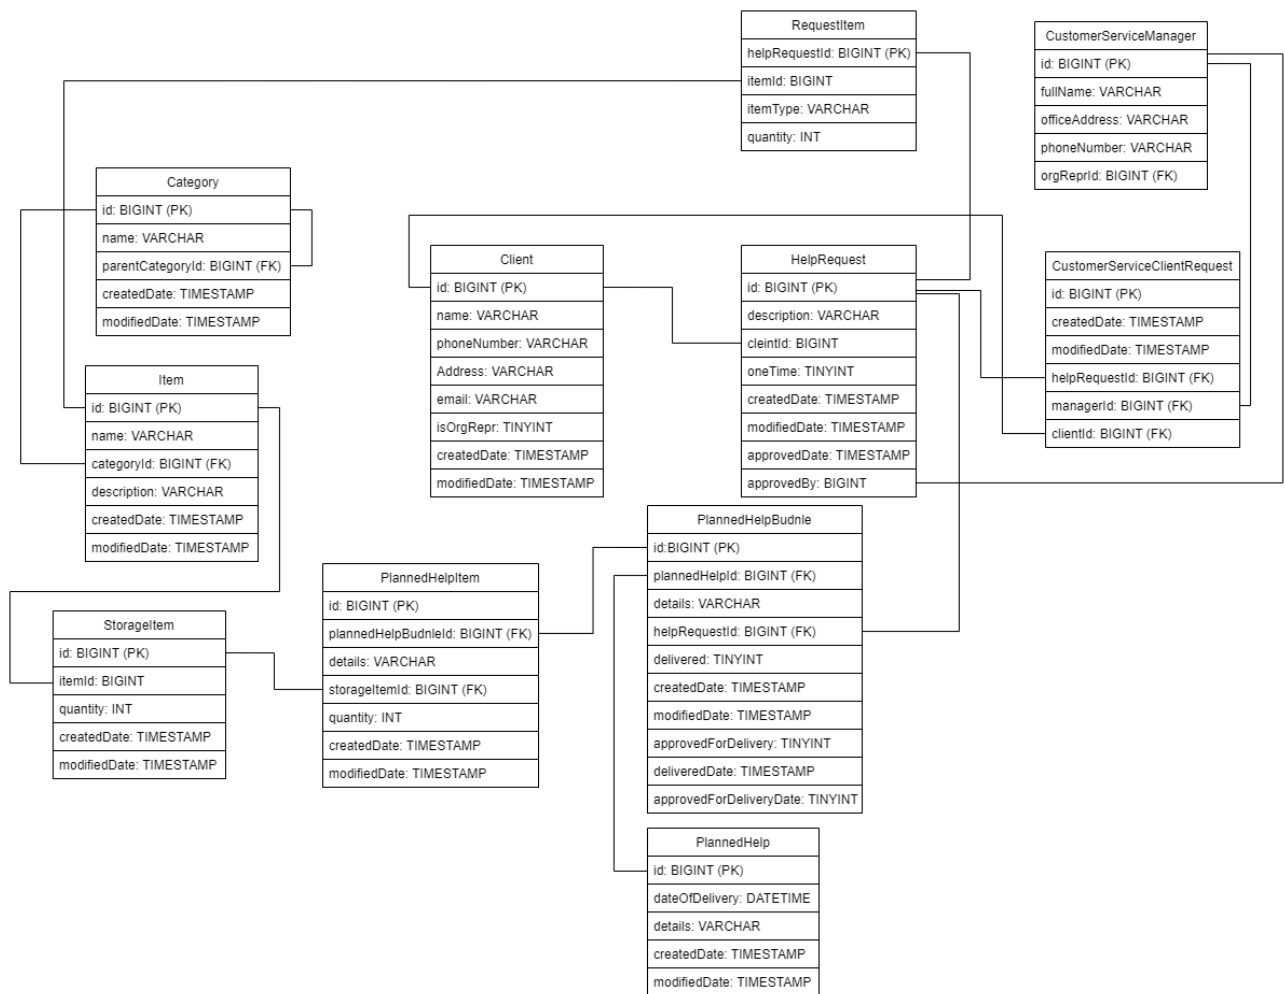 RequestItem
helpRequestId: BIGINT (PK)
itemId: BIGINT
itemType: VARCHAR
quantity: INT
CustomerServiceManager
id: BIGINT (PK)
fullName: VARCHAR
officeAddress: VARCHAR
phoneNumber: VARCHAR
orgReprId: BIGINT (FK)
Category
id: BIGINT (PK)
name: VARCHAR
parentCategoryId: BIGINT (FK)
createdDate: TIMESTAMP
modifiedDate: TIMESTAMP
Client
id: BIGINT (PK)
name: VARCHAR
phoneNumber: VARCHAR
Address: VARCHAR
email: VARCHAR
isOrgRepr: TINYINT
createdDate: TIMESTAMP
modifiedDate: TIMESTAMP
HelpRequest
id: BIGINT (PK)
description: VARCHAR
cleintId: BIGINT
oneTime: TINYINT
createdDate: TIMESTAMP
modifiedDate: TIMESTAMP
approvedDate: TIMESTAMP
approvedBy: BIGINT
CustomerServiceClientRequest
id: BIGINT (PK)
createdDate: TIMESTAMP
modifiedDate: TIMESTAMP
helpRequestId: BIGINT (FK)
managerId: BIGINT (FK)
clientId: BIGINT (FK)
Item
id: BIGINT (PK)
name: VARCHAR
categoryId: BIGINT (FK)
description: VARCHAR
createdDate: TIMESTAMP
modifiedDate: TIMESTAMP
PlannedHelpBudnle
id:BIGINT (PK)
plannedHelpId: BIGINT (FK)
details: VARCHAR
helpRequestId: BIGINT (FK)
delivered: TINYINT
createdDate: TIMESTAMP
modifiedDate: TIMESTAMP
approvedForDelivery: TINYINT
deliveredDate: TIMESTAMP
approvedForDeliveryDate: TINYINT
PlannedHelpItem
id: BIGINT (PK)
plannedHelpBudnleId: BIGINT (FK)
details: VARCHAR
storageItemId: BIGINT (FK)
quantity: INT
createdDate: TIMESTAMP
modifiedDate: TIMESTAMP
StorageItem
id: BIGINT (PK)
itemId: BIGINT
quantity: INT
createdDate: TIMESTAMP
modifiedDate: TIMESTAMP
PlannedHelp
id: BIGINT (PK)
dateOfDelivery: DATETIME
details: VARCHAR
createdDate: TIMESTAMP
modifiedDate: TIMESTAMP